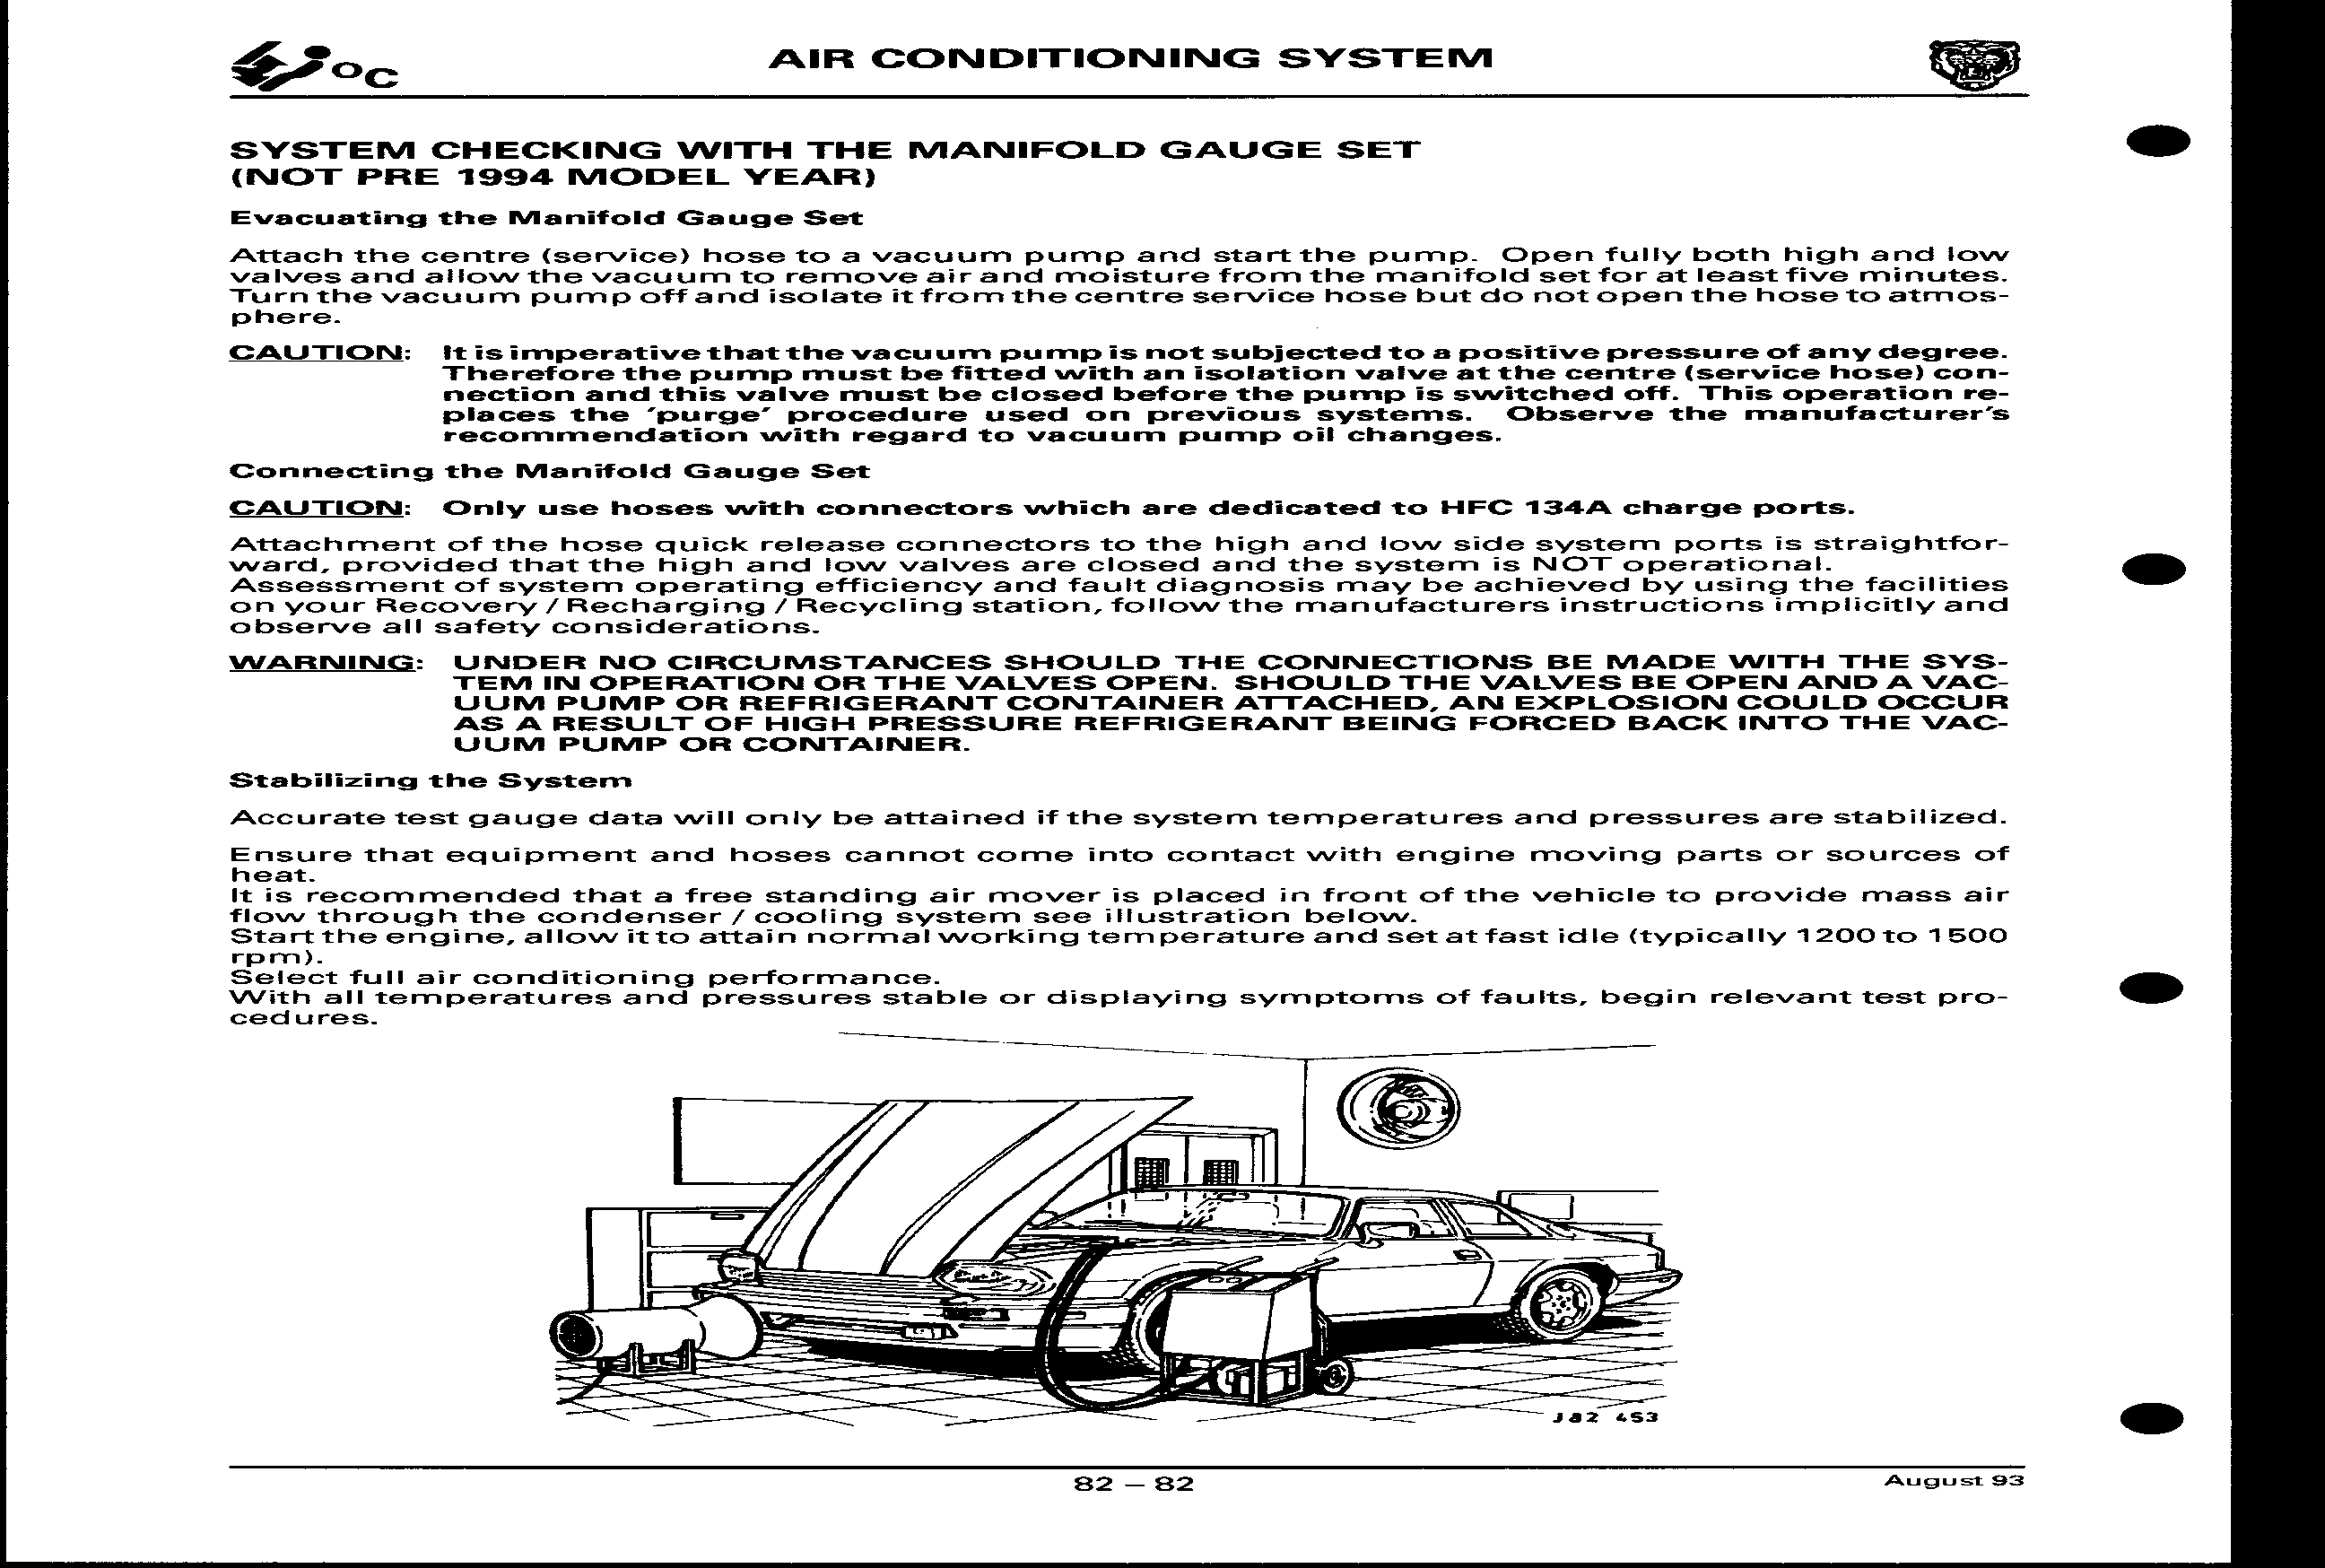 OC
AIR CONDITIONING SYSTEM
SYSTEM CHECKING WITH THE MANIFOLD GAUGE SET
(NOT PRE 1994 MODEL YEAR)
Evacuating the Manifold Gauge Set
Attach the centre (service) hose to a vacuum pump and start the pump. Open fully both high and low
valves and allow the vacuum to remove air and moisture from the manifold set for at least five minutes.
Turn the vacuum pump off and isolate it from the centre service hose but do not open the hose to atmos-
phere.
CAUTION: It is imperative that the vacuum pump is not subjected to a positive pressure of any degree.
Therefore the pump must be fitted with an isolation valve at the centre (service hose) con-
nection and this valve must be closed before the pump is switched off. This operation re-
places the 'purge' procedure used on previous systems. Observe the manufacturer's
recommendation with regard to vacuum pump oil changes.
Connecting the Manifold Gauge Set
CAUTION: Only use hoses with connectors which are dedicated to HFC 134A charge ports.
Attachment of the hose quick release connectors to the high and low side system ports is straightfor-
ward, provided that the high and low valves are closed and the system is NOT operational.
Assessment of system operating efficiency and fault diagnosis may be achieved by using the facilities
on your Recovery / Recharging / Recycling station, follow the manufacturers instructions implicitly and
observe all safety considerations.
WARNING: UNDER NO CIRCUMSTANCES SHOULD THE CONNECTIONS BE MADE WITH THE SYS-
TEM IN OPERATION OR THE VALVES OPEN. SHOULD THE VALVES BE OPEN AND A VAC-
UUM PUMP OR REFRIGERANT CONTAINER ATTACHED, AN EXPLOSION COULD OCCUR
AS A RESULT OF HIGH PRESSURE REFRIGERANT BEING FORCED BACK INTO THE VAC-
UUM PUMP OR CONTAINER.
Stabilizing the System
Accurate test gauge data will only be attained if the system temperatures and pressures are stabilized.
Ensure that equipment and hoses cannot come into contact with engine moving parts or sources of
heat.
It is recommended that a free standing air mover is placed in front of the vehicle to provide mass air
flow through the condenser / cooling system see illustration below.
Start the engine, allow it to attain normal working temperature and set at fast idle (typically 1200 to 1500
rpm).
Select full air conditioning performance.
With all temperatures and pressures stable or displaying symptoms of faults, begin relevant test pro-
cedures.
J82 453
82 – 82
August 93